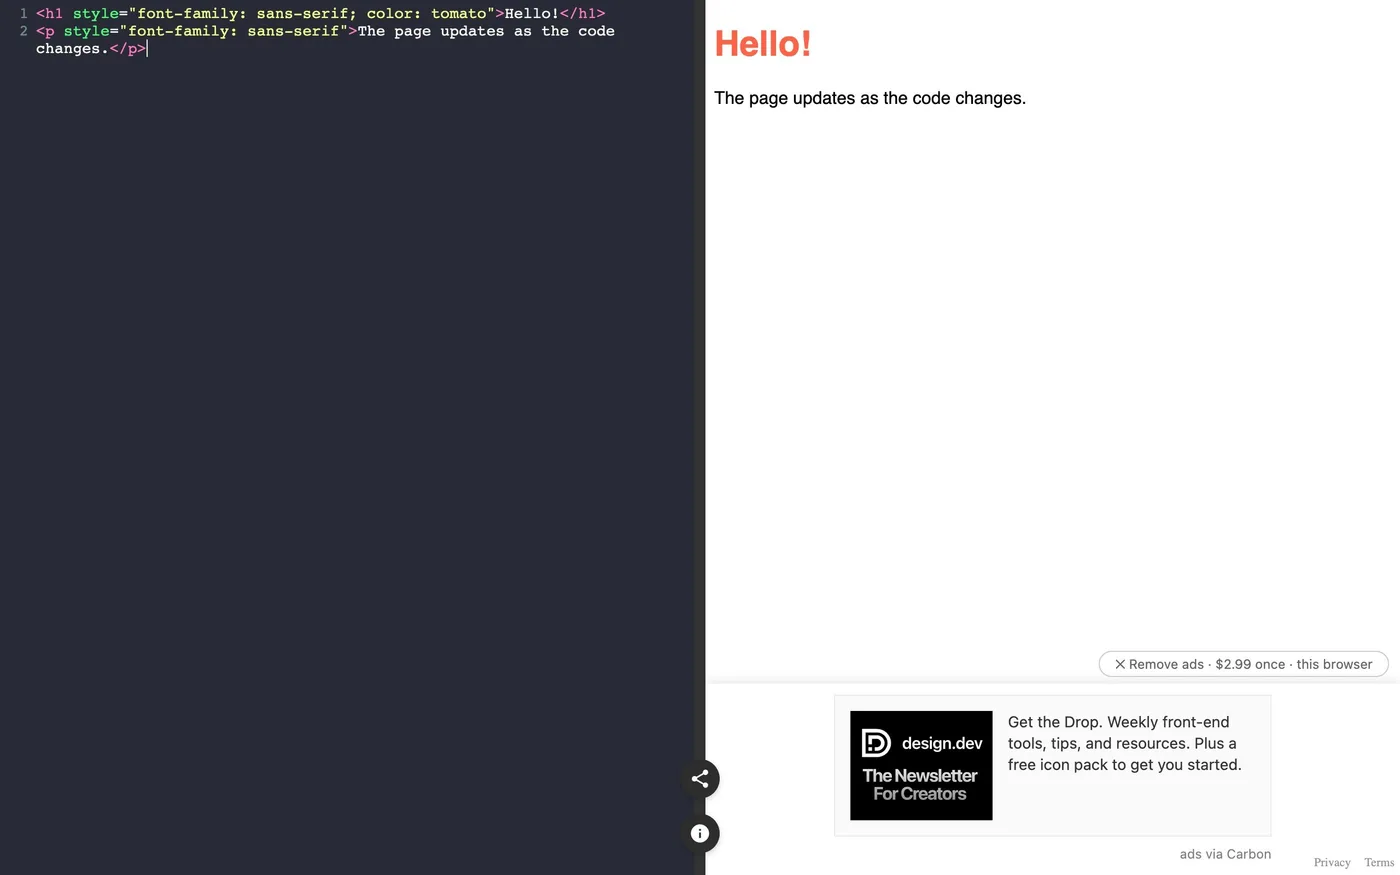 1 <h1 style="font-family: sans-serif; color: tomato">Hello!</h1>
2 <p style="font-family: sans-serif">The page updates as the code
changes.</p>
Hello!
The page updates as the code changes.
Remove ads · $2.99 once · this browser
design.dev
The Newsletter
For Creators
Get the Drop. Weekly front-end
tools, tips, and resources. Plus a
free icon pack to get you started.
ads via Carbon
Privacy Terms